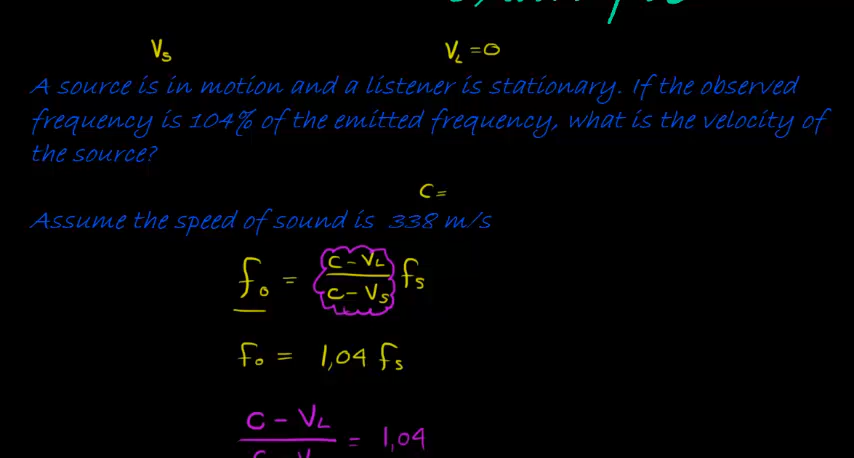 Vs VL = 0
A source is in motion and a listener is stationary. If the observed
frequency is 104% of the emitted frequency, what is the velocity of
the source?
C =
Assume the speed of sound is 338 m/s
fo = (C - VL / C - Vs) fs
fo = 1,04 fs
C - VL / = 1,04